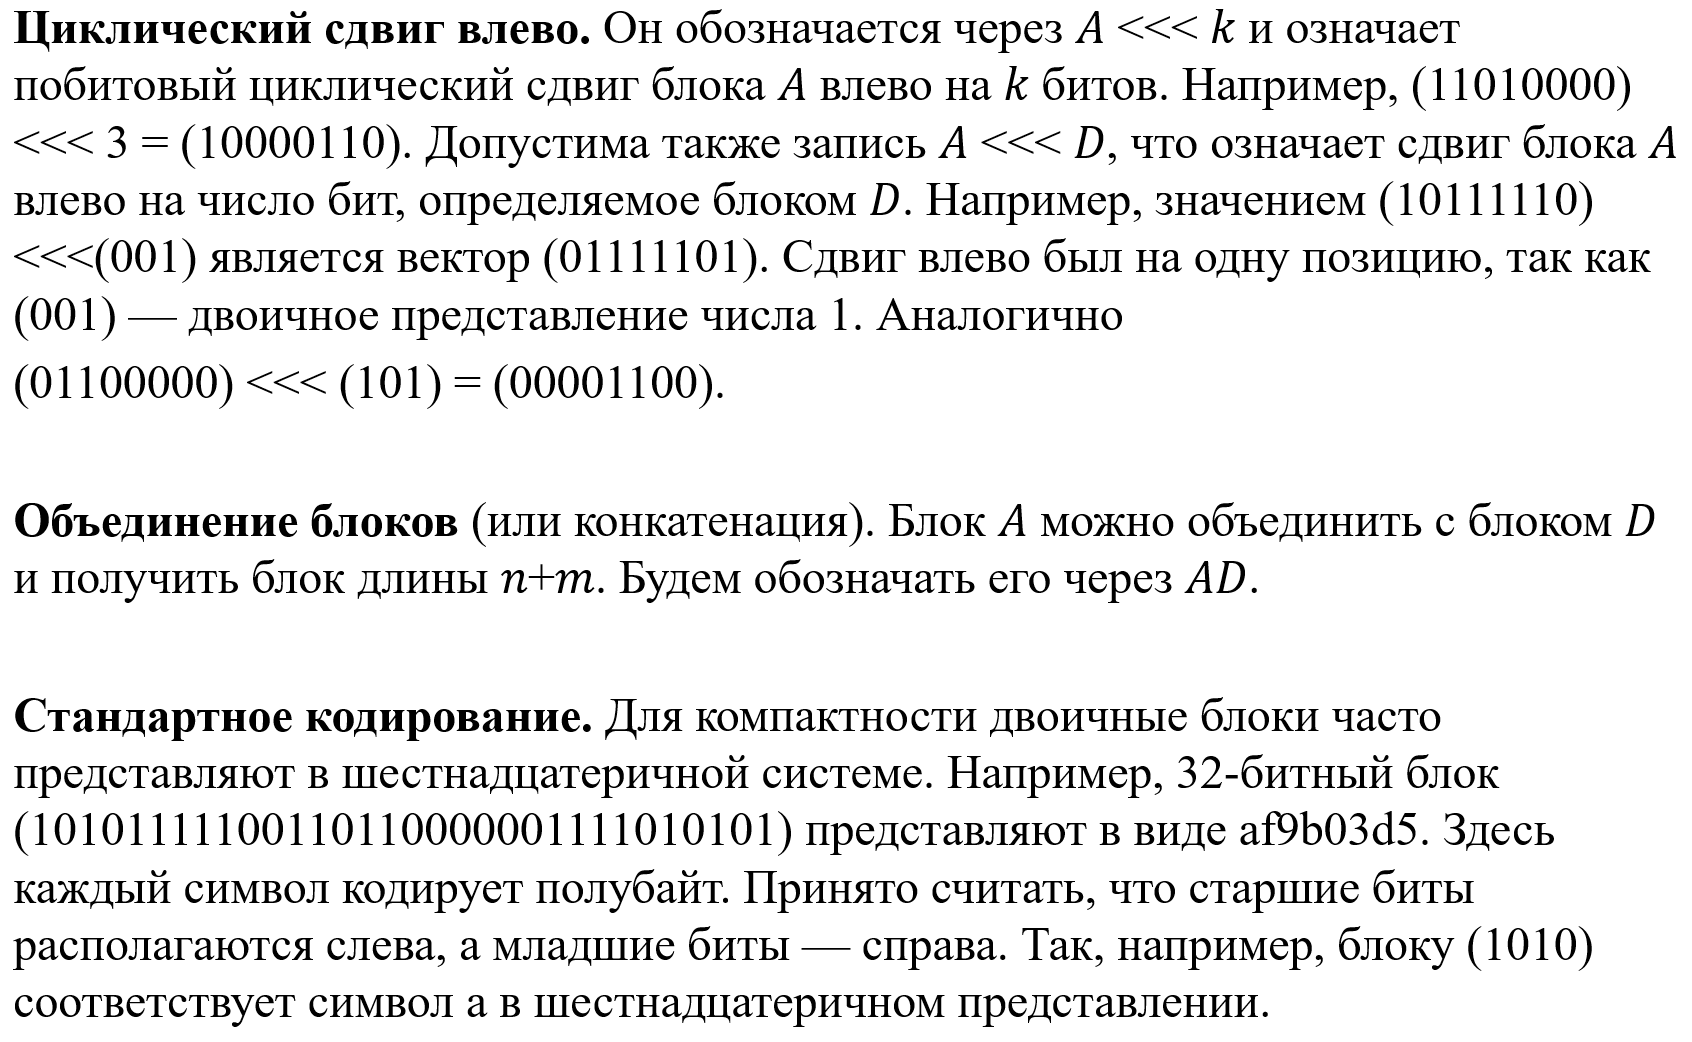 Циклический сдвиг влево. Он обозначается через A <<< k и означает
побитовый циклический сдвиг блока A влево на k битов. Например, (11010000)
<<< 3 = (10000110). Допустима также запись A <<< D, что означает сдвиг блока A
влево на число бит, определяемое блоком D. Например, значением (10111110)
<<<(001) является вектор (01111101). Сдвиг влево был на одну позицию, так как
(001) — двоичное представление числа 1. Аналогично
(01100000) <<< (101) = (00001100).
Объединение блоков (или конкатенация). Блок A можно объединить с блоком D
и получить блок длины n+m. Будем обозначать его через AD.
Стандартное кодирование. Для компактности двоичные блоки часто
представляют в шестнадцатеричной системе. Например, 32-битный блок
(10101111100110110000001111010101) представляют в виде af9b03d5. Здесь
каждый символ кодирует полубайт. Принято считать, что старшие биты
располагаются слева, а младшие биты — справа. Так, например, блоку (1010)
соответствует символ a в шестнадцатеричном представлении.